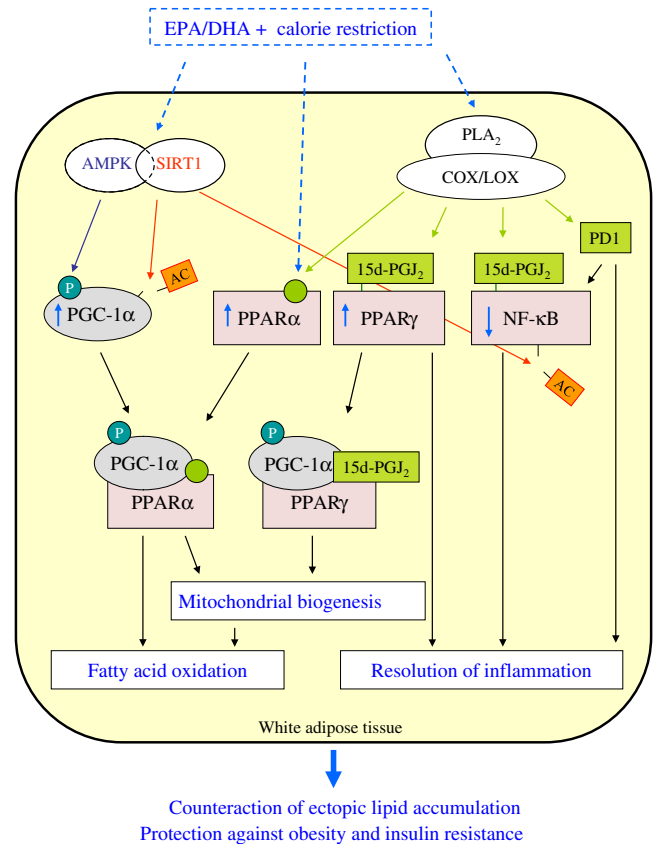 EPA/DHA + calorie restriction
PLA₂
AMPK SIRT1
COX/LOX
PD1
AC
15d-PGJ₂
15d-PGJ₂
P
PGC-1α
PPARα
PPARγ
NF-κB
AC
P
P
PGC-1α
PGC-1α
15d-PGJ₂
PPARα
PPARγ
Mitochondrial biogenesis
Fatty acid oxidation
Resolution of inflammation
White adipose tissue
Counteraction of ectopic lipid accumulation
Protection against obesity and insulin resistance